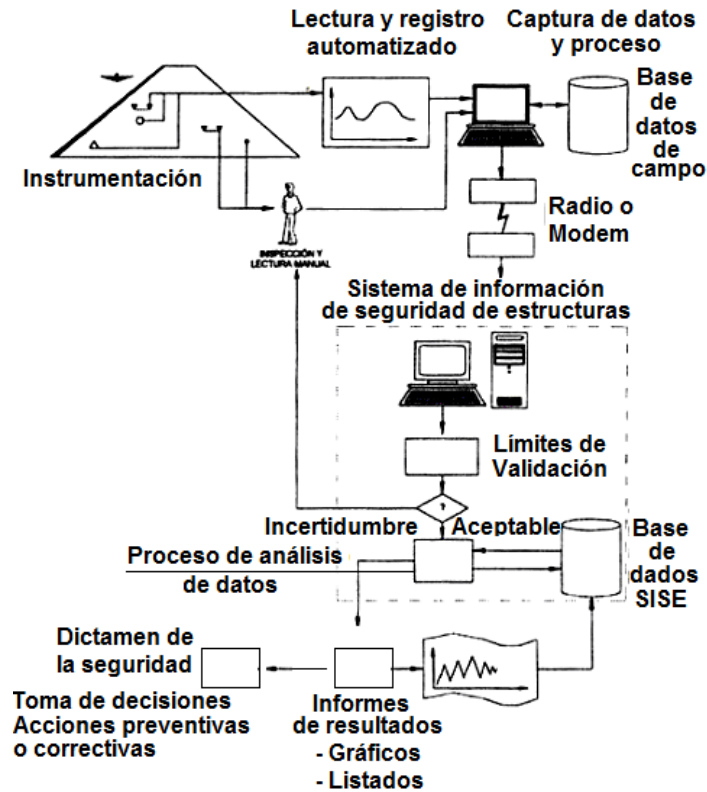 Lectura y registro
automatizado
Captura de datos
y proceso
Base
de
datos
de
campo
Instrumentación
INSPECCIÓN Y
LECTURA MANUAL
Radio o
Modem
Sistema de información
de seguridad de estructuras
Límites de
Validación
?
Incertidumbre
Aceptable
Base
de
dados
SISE
Proceso de análisis
de datos
Dictamen de
la seguridad
Toma de decisiones
Acciones preventivas
o correctivas
Informes
de resultados
- Gráficos
- Listados